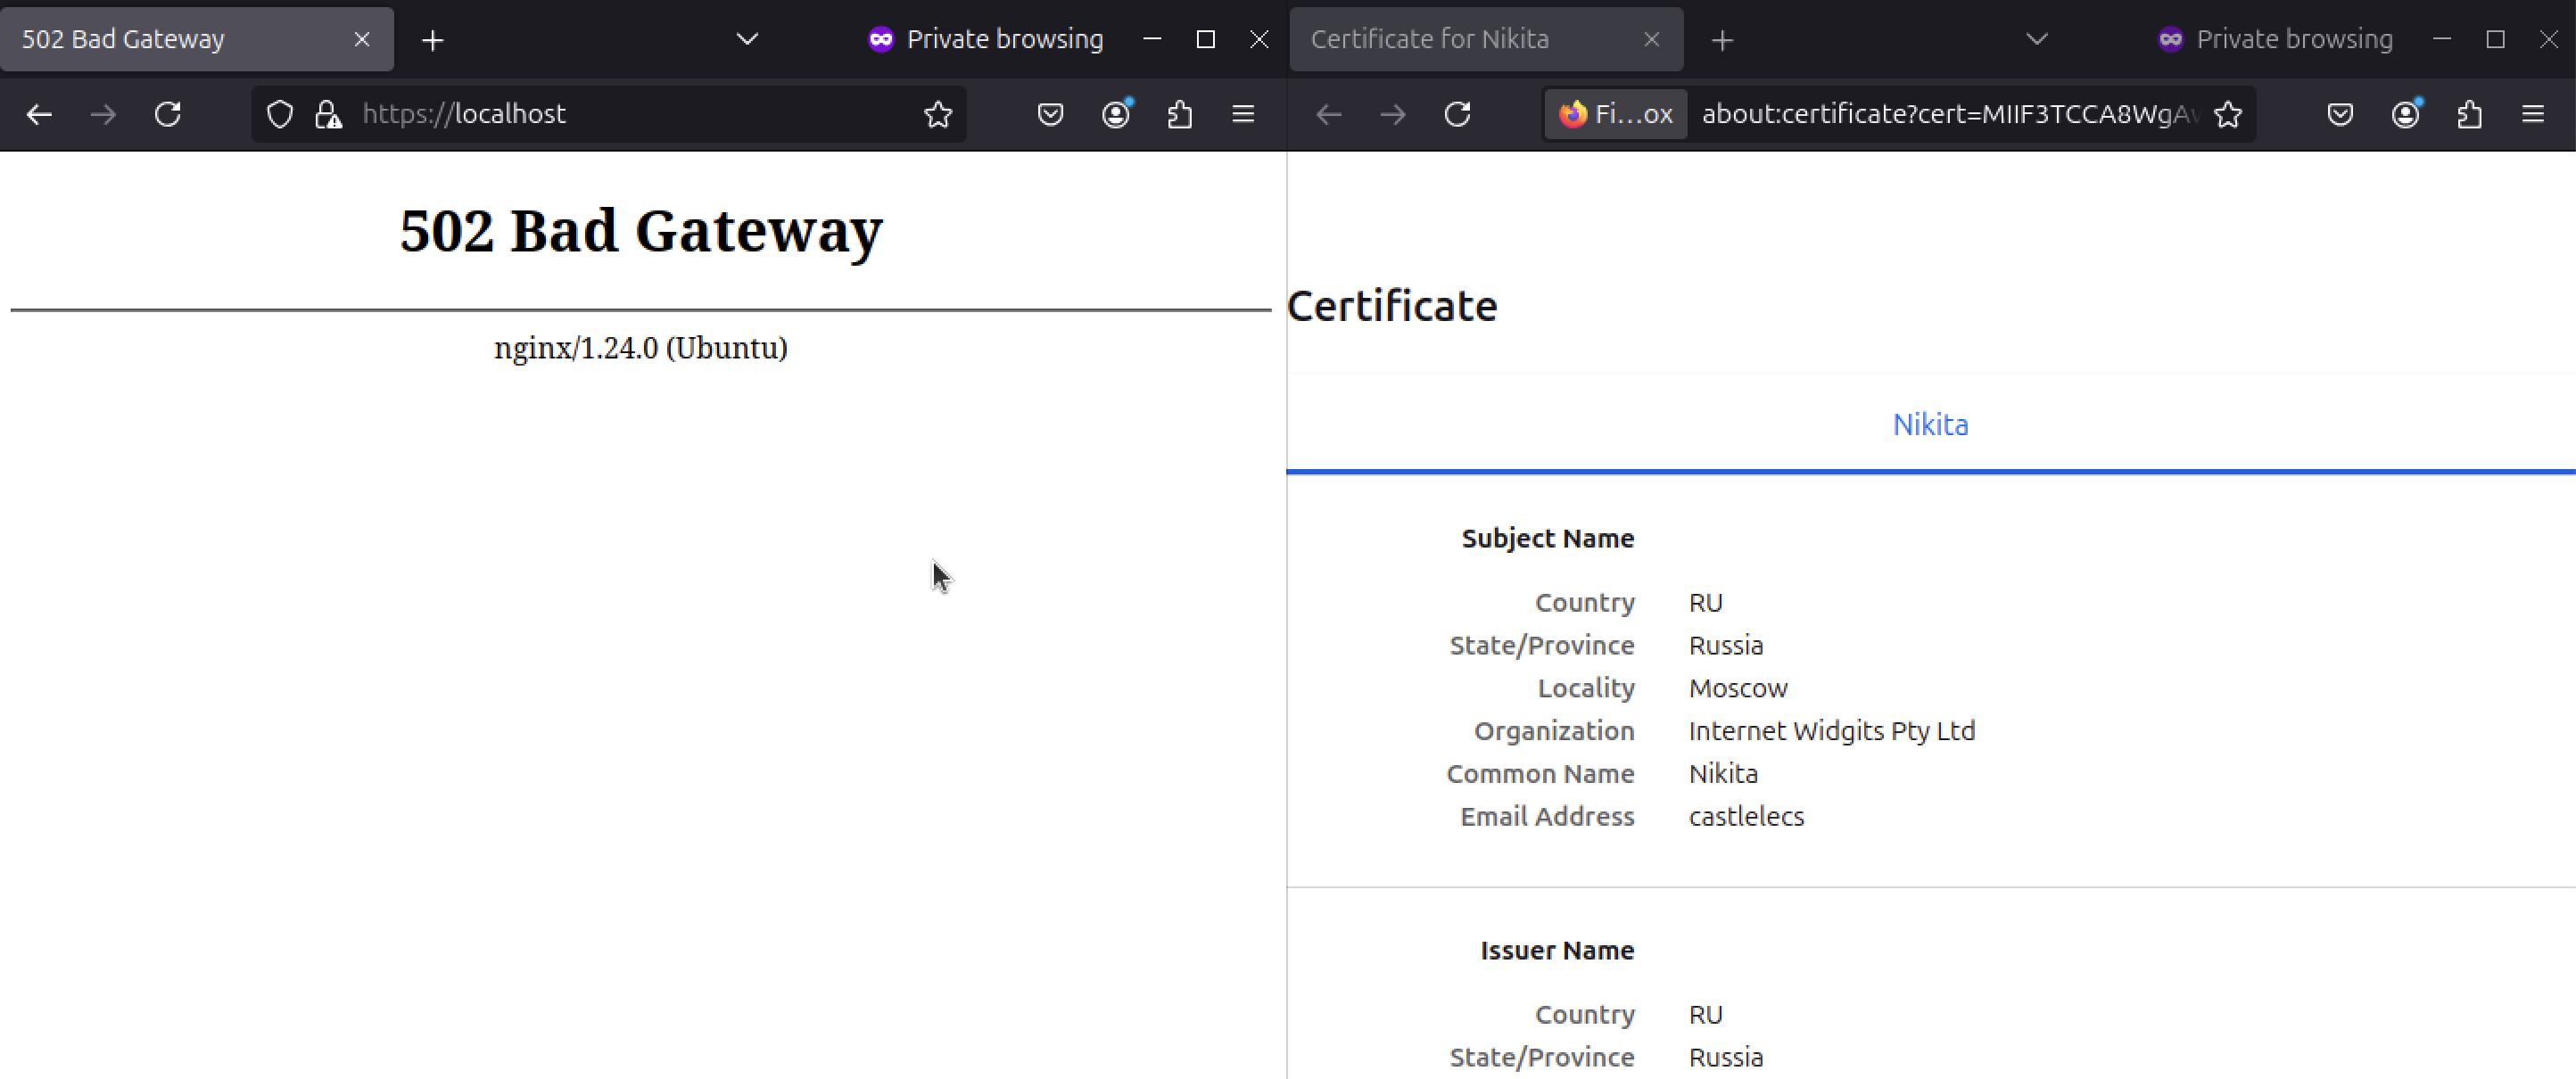 502 Bad Gateway
Private browsing
https://localhost
502 Bad Gateway
nginx/1.24.0 (Ubuntu)
Certificate for Nikita
Private browsing
Fi...ox about:certificate?cert=MIIF3TCCA8WgA
Certificate
Nikita
Subject Name
Country RU
State/Province Russia
Locality Moscow
Organization Internet Widgits Pty Ltd
Common Name Nikita
Email Address castlelecs
Issuer Name
Country RU
State/Province Russia